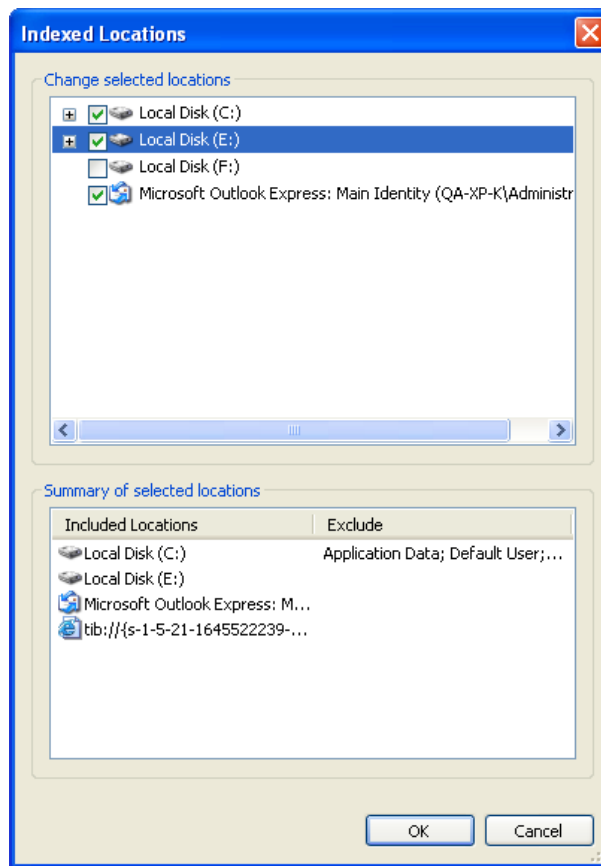 Indexed Locations
Change selected locations
Local Disk (C:)
Local Disk (E:)
Local Disk (F:)
Microsoft Outlook Express: Main Identity (QA-XP-K\Administr
Summary of selected locations
Included Locations Exclude
Local Disk (C:) Application Data; Default User;...
Local Disk (E:)
Microsoft Outlook Express: M...
tib://{s-1-5-21-1645522239-...
OK Cancel